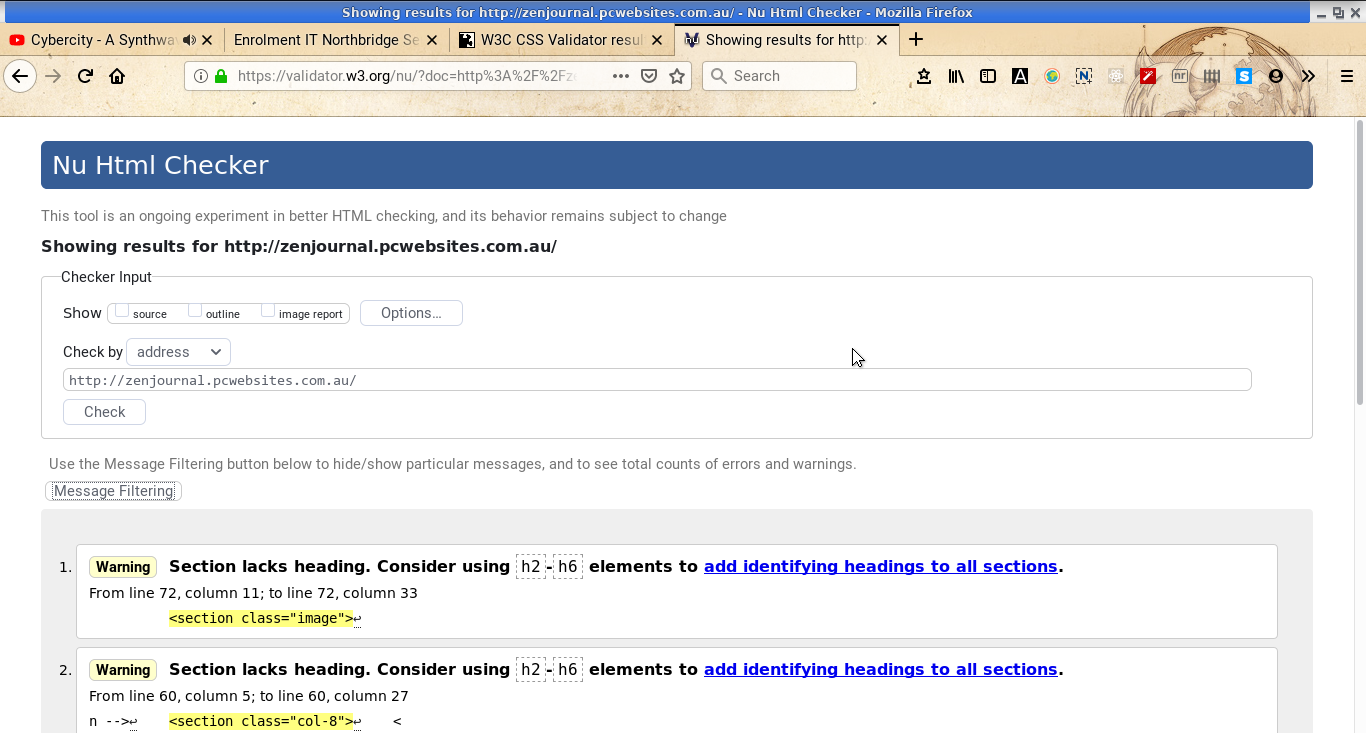 Showing results for http://zenjournal.pcwebsites.com.au/ - Nu Html Checker - Mozilla Firefox
Cybercity - A Synthwav Enrolment IT Northbridge Se W3C CSS Validator resul Showing results for http:
https://validator.w3.org/nu/?doc=http%3A%2F%2Fze Search A N nr S
Nu Html Checker
This tool is an ongoing experiment in better HTML checking, and its behavior remains subject to change
Showing results for http://zenjournal.pcwebsites.com.au/
Checker Input
Show source outline image report Options…
Check by address
http://zenjournal.pcwebsites.com.au/
Check
Use the Message Filtering button below to hide/show particular messages, and to see total counts of errors and warnings.
Message Filtering
1. Warning Section lacks heading. Consider using h2-h6 elements to add identifying headings to all sections.
From line 72, column 11; to line 72, column 33
<section class="image">↩
2. Warning Section lacks heading. Consider using h2-h6 elements to add identifying headings to all sections.
From line 60, column 5; to line 60, column 27
n -->↩ <section class="col-8">↩ <